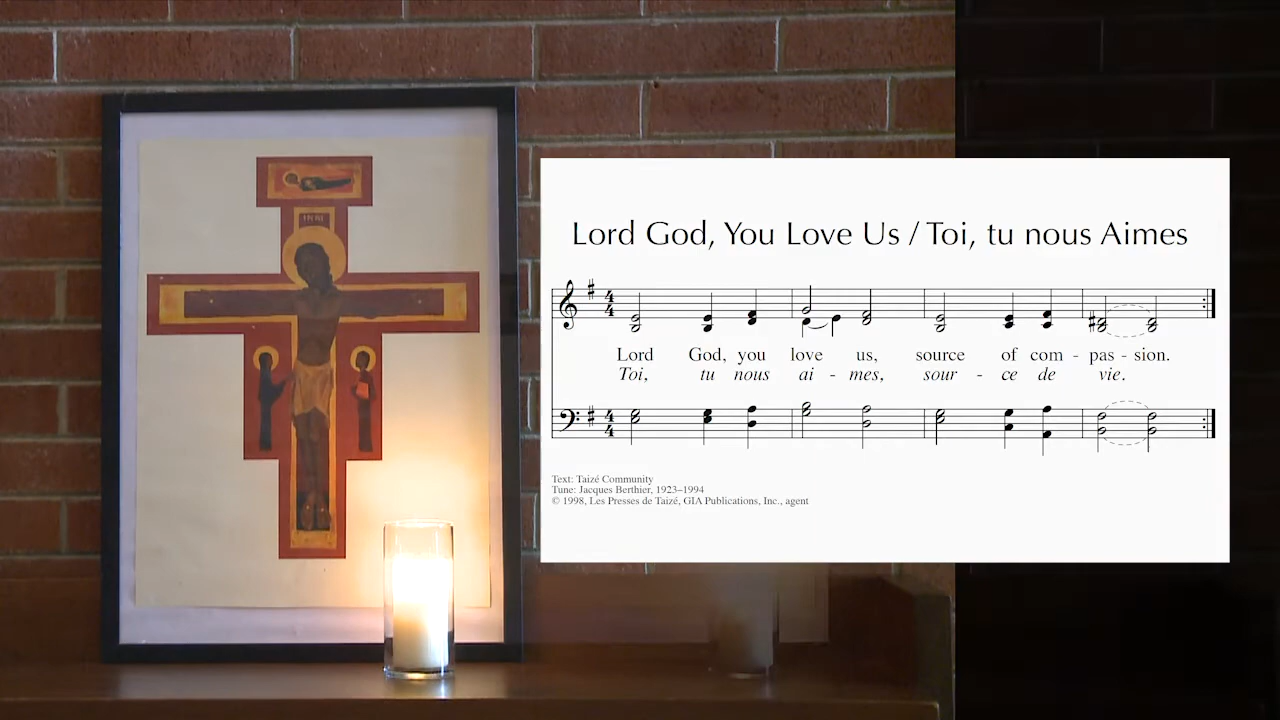 Lord God, You Love Us / Toi, tu nous Aimes
Lord God, you love us, source of com - pas - sion.
Toi, tu nous ai - mes, sour - ce de vie.
Text: Taizé Community
Tune: Jacques Berthier, 1923–1994
© 1998, Les Presses de Taizé, GIA Publications, Inc., agent